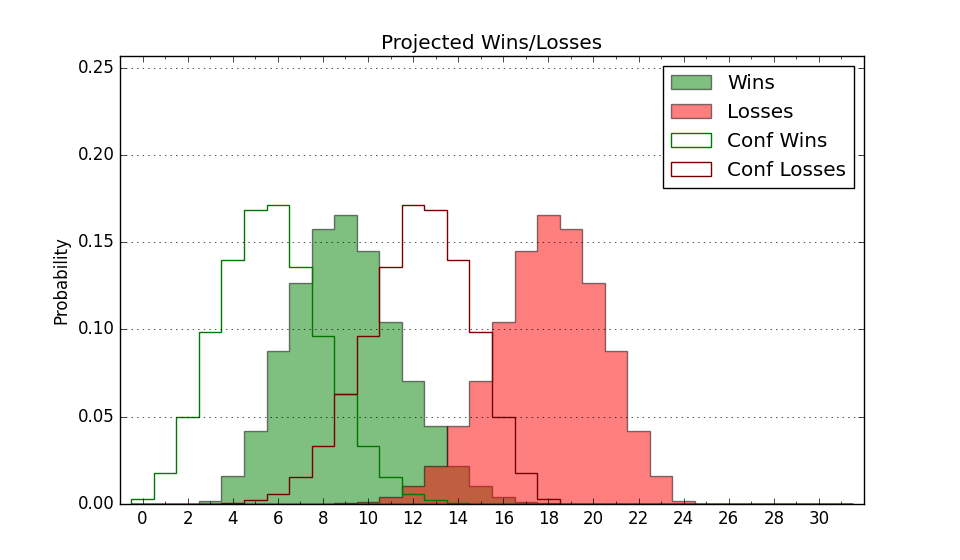 Projected Wins/Losses
0.25
0.20
0.15
0.10
0.05
0.00
Probability
Wins
Losses
Conf Wins
Conf Losses
0 2 4 6 8 10 12 14 16 18 20 22 24 26 28 30